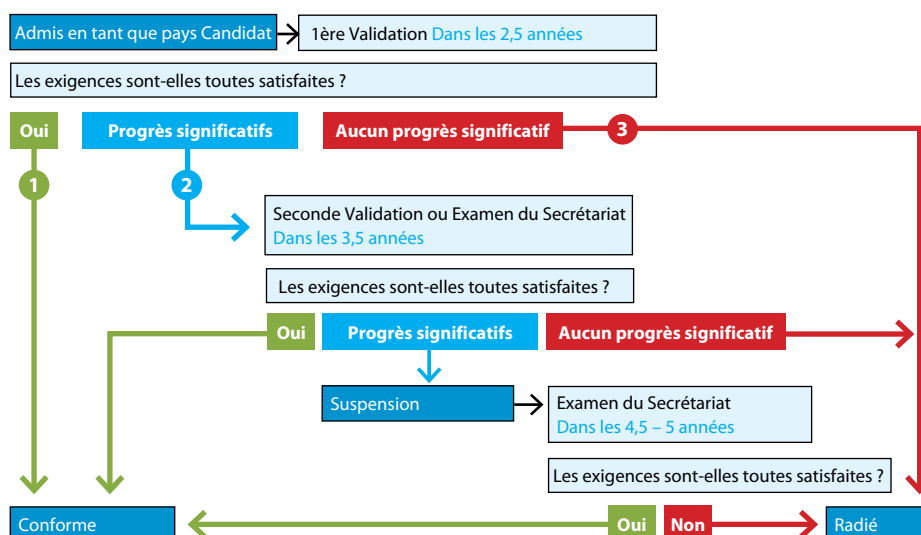 Admis en tant que pays Candidat
1ère Validation Dans les 2,5 années
Les exigences sont-elles toutes satisfaites ?
Oui
Progrès significatifs
Aucun progrès significatif
3
1
2
Seconde Validation ou Examen du Secrétariat
Dans les 3,5 années
Les exigences sont-elles toutes satisfaites ?
Oui
Progrès significatifs
Aucun progrès significatif
Suspension
Examen du Secrétariat
Dans les 4,5 – 5 années
Les exigences sont-elles toutes satisfaites ?
Conforme
Oui
Non
Radié